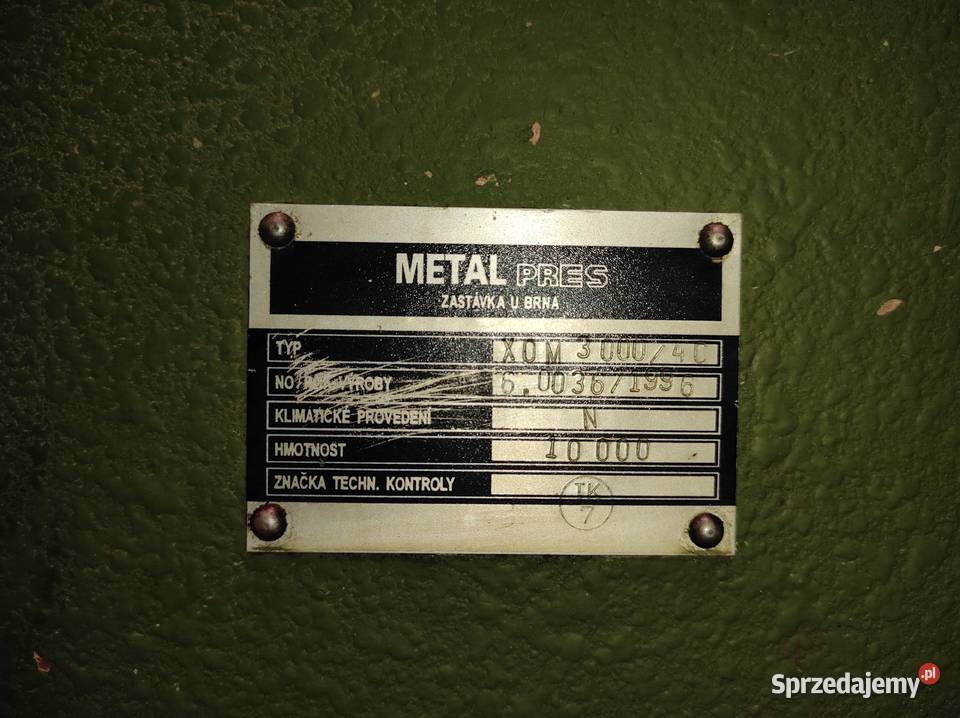 METAL PRES
ZASTÁVKA U BRNA
TYP XOM 3000/4C
NO/ROK VÝROBY 6.0036/1996
KLIMATICKÉ PROVEDENÍ N
HMOTNOST 10 000
ZNAČKA TECHN. KONTROLY
TK
7
Sprzedajemy.pl